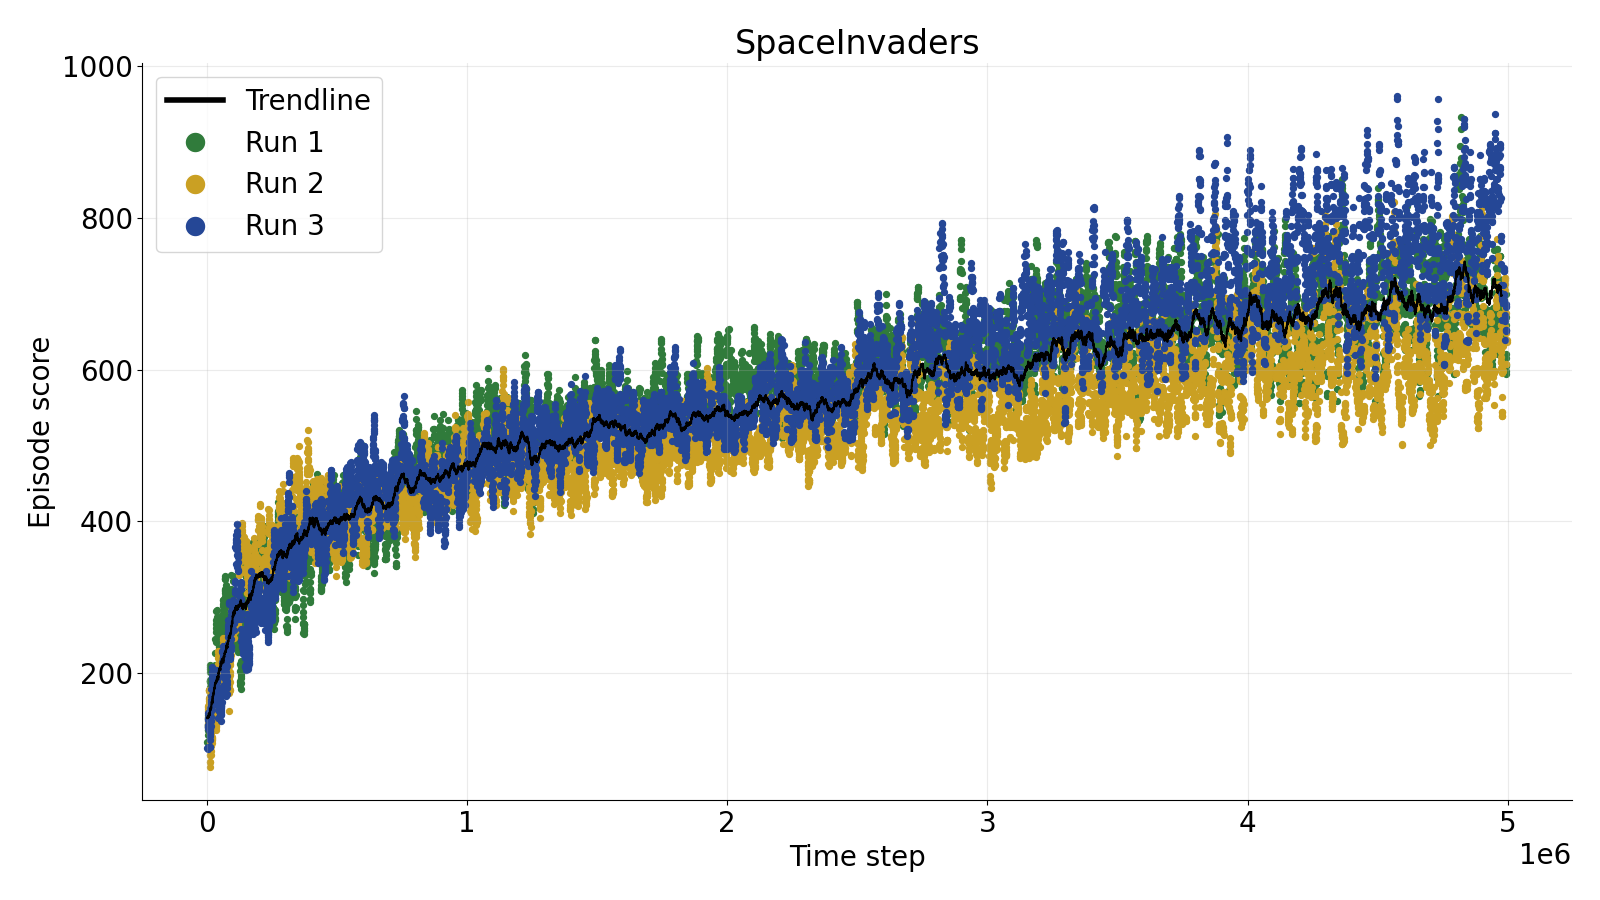 SpaceInvaders
Trendline
Run 1
Run 2
Run 3
Episode score
1000
800
600
400
200
0 1 2 3 4 5
1e6
Time step